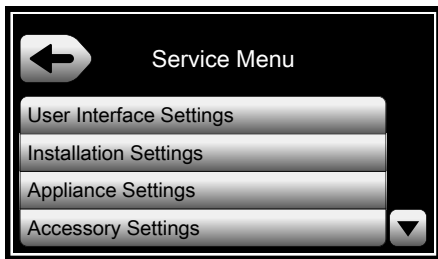 Service Menu
User Interface Settings
Installation Settings
Appliance Settings
Accessory Settings